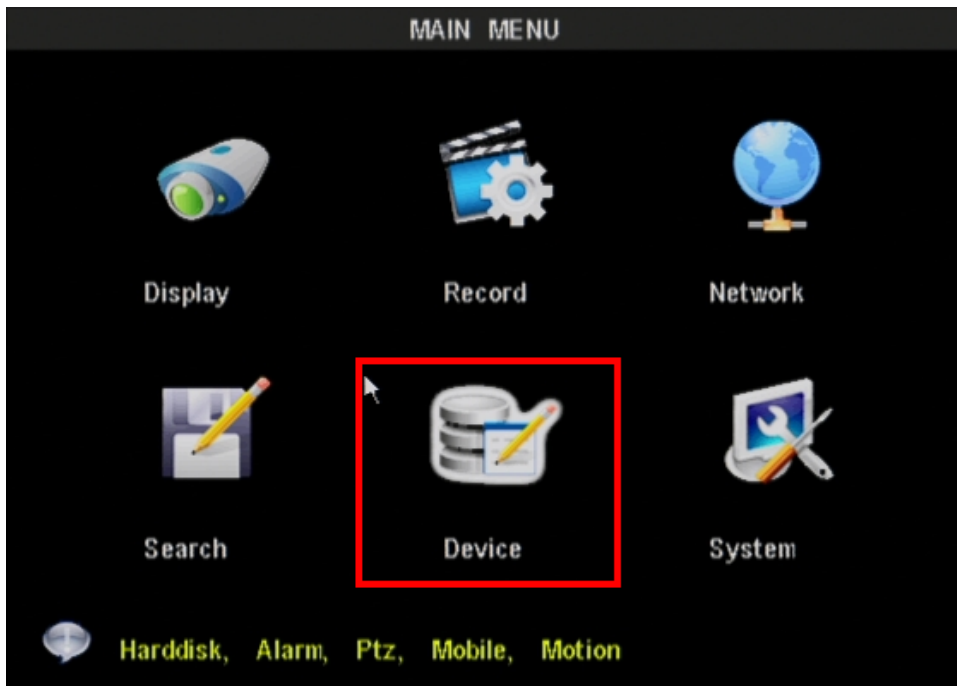 MAIN MENU
Display Record Network
Search Device System
Harddisk, Alarm, Ptz, Mobile, Motion